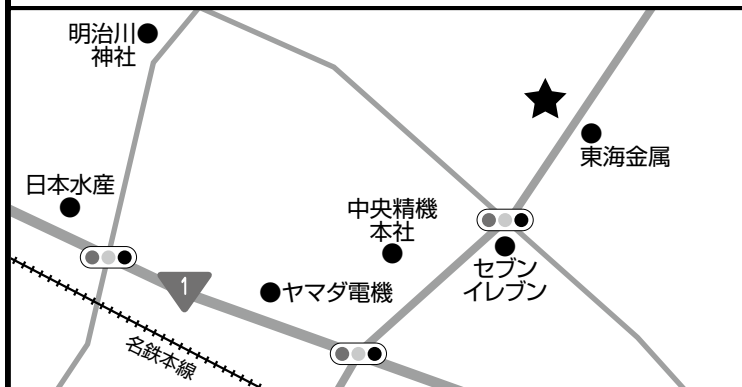 明治川
神社
東海金属
日本水産
中央精機
本社
セブン
イレブン
1
ヤマダ電機
名鉄本線